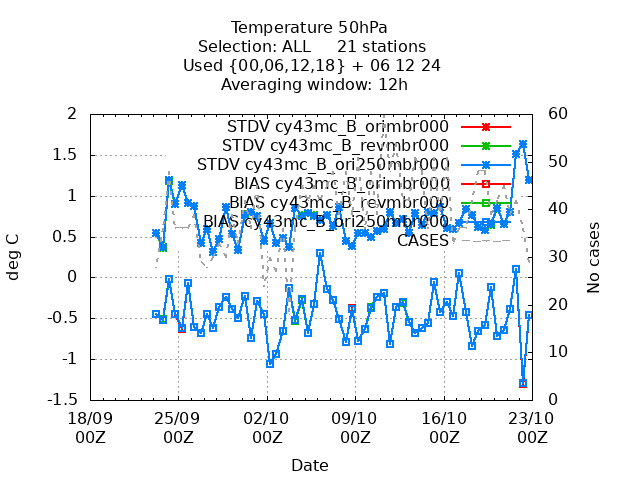 Temperature 50hPa
Selection: ALL     21 stations
Used {00,06,12,18} + 06 12 24
Averaging window: 12h
STDV cy43mc_B_orimbr000
STDV cy43mc_B_revmbr000
STDV cy43mc_B_ori250mbr000
BIAS cy43mc_B_orimbr000
BIAS cy43mc_B_revmbr000
BIAS cy43mc_B_ori250mbr000
CASES
2
1.5
1
0.5
0
-0.5
-1
-1.5
deg C
60
50
40
30
20
10
0
No cases
18/09 25/09 02/10 09/10 16/10 23/10
00Z 00Z 00Z 00Z 00Z 00Z
Date